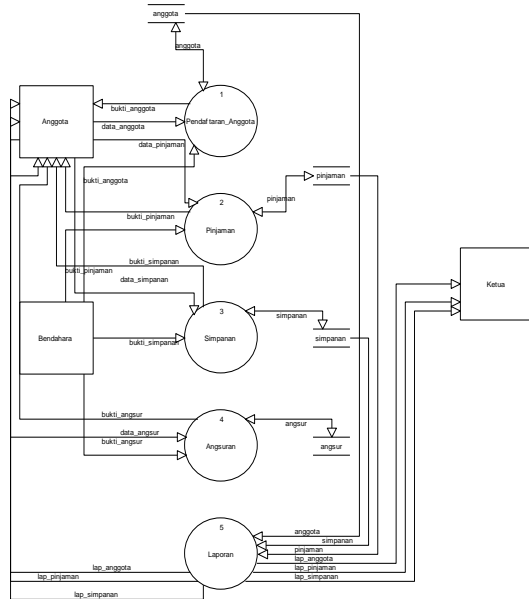 anggota
anggota
1
Pendaftaran_Anggota
Anggota
bukti_anggota
data_anggota
data_pinjaman
bukti_anggota
pinjaman
2
Pinjaman
pinjaman
bukti_pinjaman
bukti_simpanan
bukti_pinjaman
data_simpanan
Ketua
3
Simpanan
simpanan
simpanan
Bendahara
bukti_simpanan
4
Angsuran
bukti_angsur
angsur
data_angsur
bukti_angsur
angsur
5
Laporan
anggota
simpanan
pinjaman
lap_anggota
lap_anggota
lap_pinjaman
lap_pinjaman
lap_simpanan
lap_simpanan